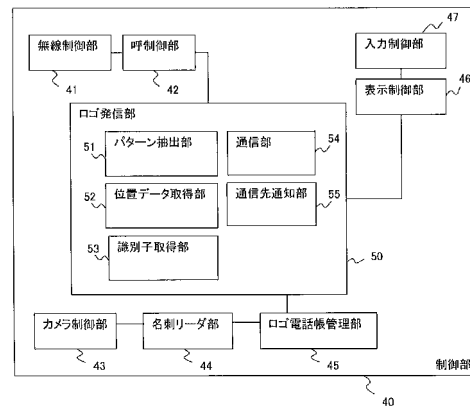 無線制御部
呼制御部
入力制御部
47
41
42
表示制御部
46
ロゴ発信部
51
パターン抽出部
通信部
54
52
位置データ取得部
通信先通知部
55
53
識別子取得部
50
カメラ制御部
名刺リーダ部
ロゴ電話帳管理部
43
44
45
制御部
40